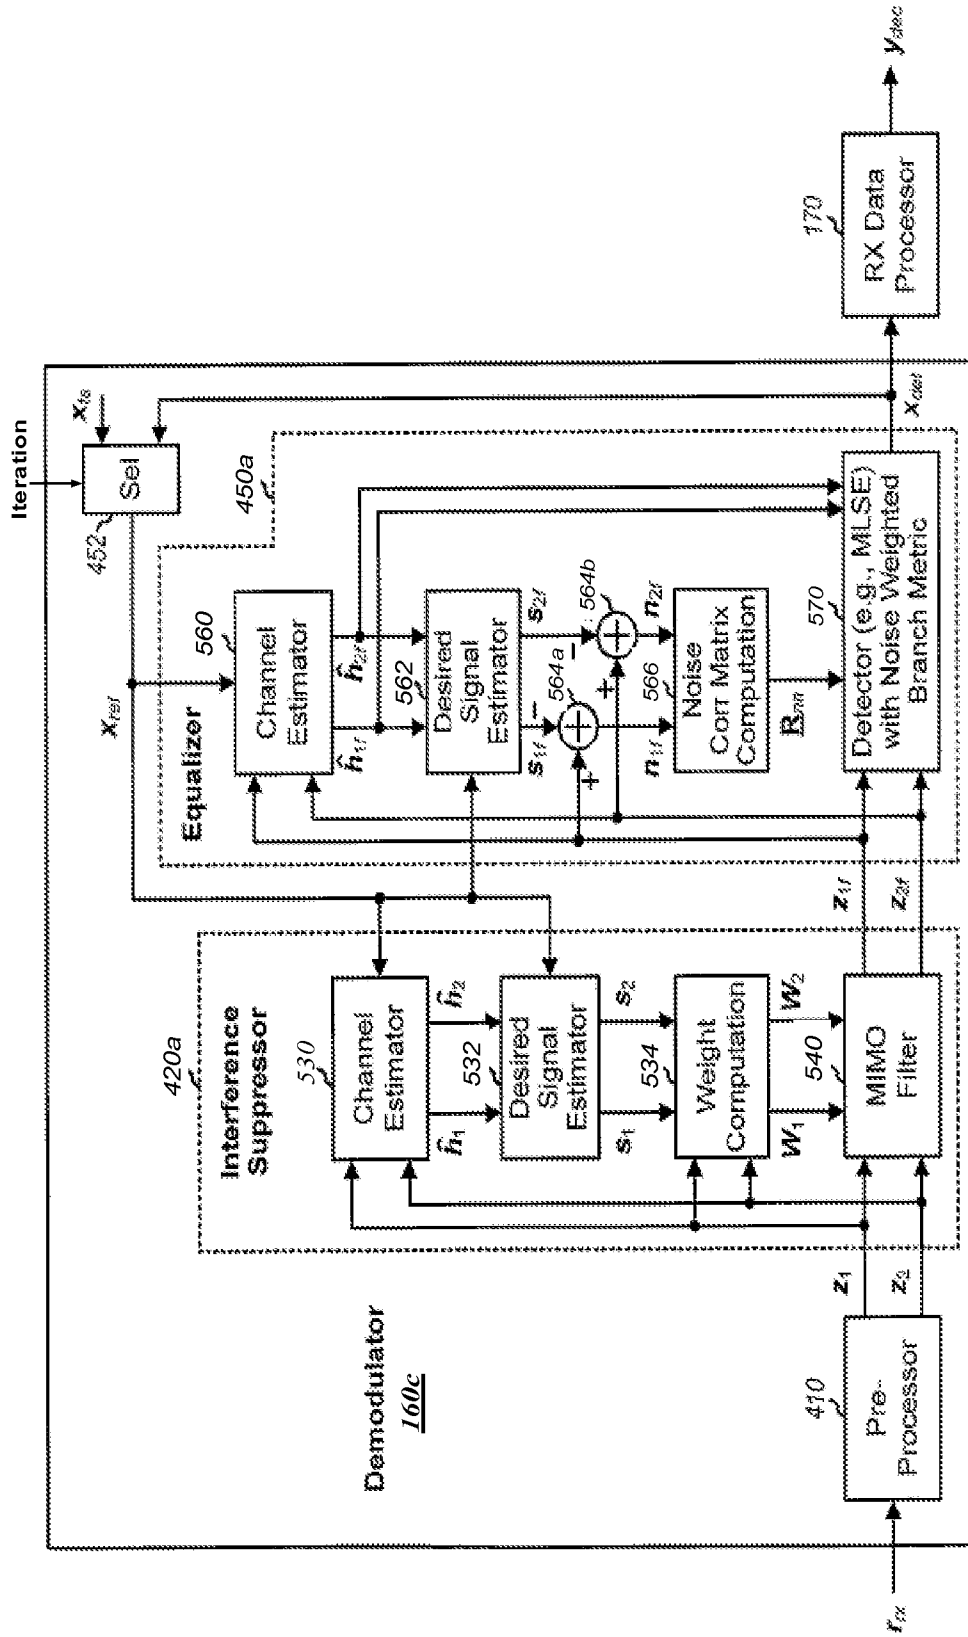 Iteration
x_ts
Sel
452
x_ref
Equalizer
450a
Channel
Estimator
560
ĥ_1f
ĥ_2f
Desired
Signal
Estimator
562
s_1f
s_2f
−
−
+
+
564a
564b
n_1f
n_2f
Noise
Corr Matrix
Computation
566
R_nn
Detector (e.g., MLSE)
with Noise Weighted
Branch Metric
570
x_det
RX Data
Processor
170
y_dec
Interference
Suppressor
420a
Channel
Estimator
530
ĥ_1
ĥ_2
Desired
Signal
Estimator
532
s_1
s_2
Weight
Computation
534
W_1
W_2
MIMO
Filter
540
z_1f
z_2f
Demodulator
160c
Pre-
Processor
410
z_1
z_2
r_rx